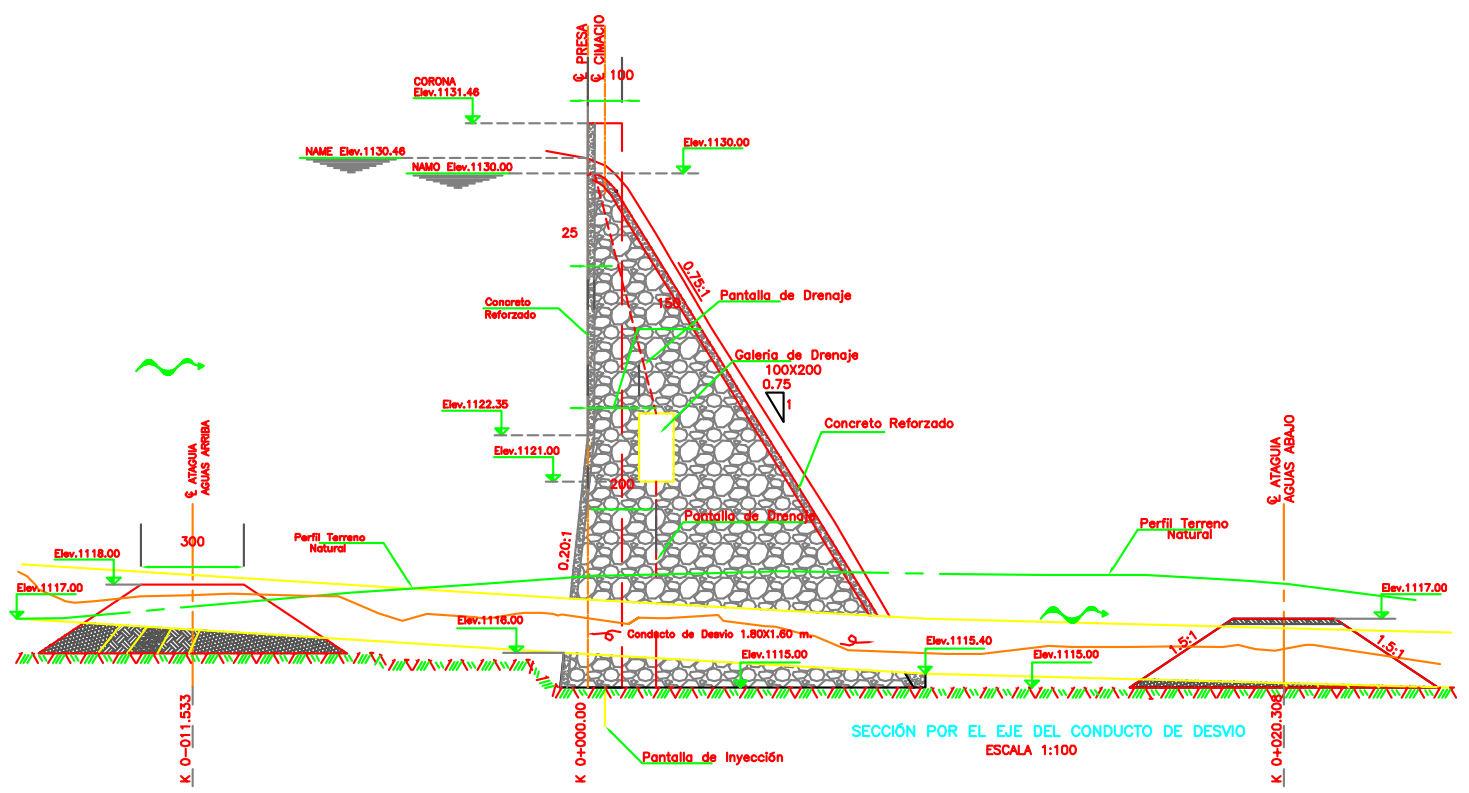 ℄ PRESA
℄ CIMACIO
100
CORONA
Elev.1131.46
NAME Elev.1130.46
NAMO Elev.1130.00
Elev.1130.00
25
0.75:1
150
Pantalla de Drenaje
Concreto
Reforzado
Galeria de Drenaje
100X200
0.75
1
Elev.1122.35
Concreto Reforzado
Elev.1121.00
200
℄ ATAGUIA
AGUAS ARRIBA
℄ ATAGUIA
AGUAS ABAJO
Pantalla de Drenaje
Perfil Terreno
Natural
Perfil Terreno
Natural
300
0.20:1
Elev.1118.00
Elev.1117.00
Elev.1117.00
Elev.1116.00
Conducto de Desvio 1.80X1.60 m.
Elev.1115.40
1.5:1
1.5:1
Elev.1115.00
Elev.1115.00
K 0-011.533
K 0+000.00
K 0+020.308
SECCIÓN POR EL EJE DEL CONDUCTO DE DESVIO
ESCALA 1:100
Pantalla de Inyección